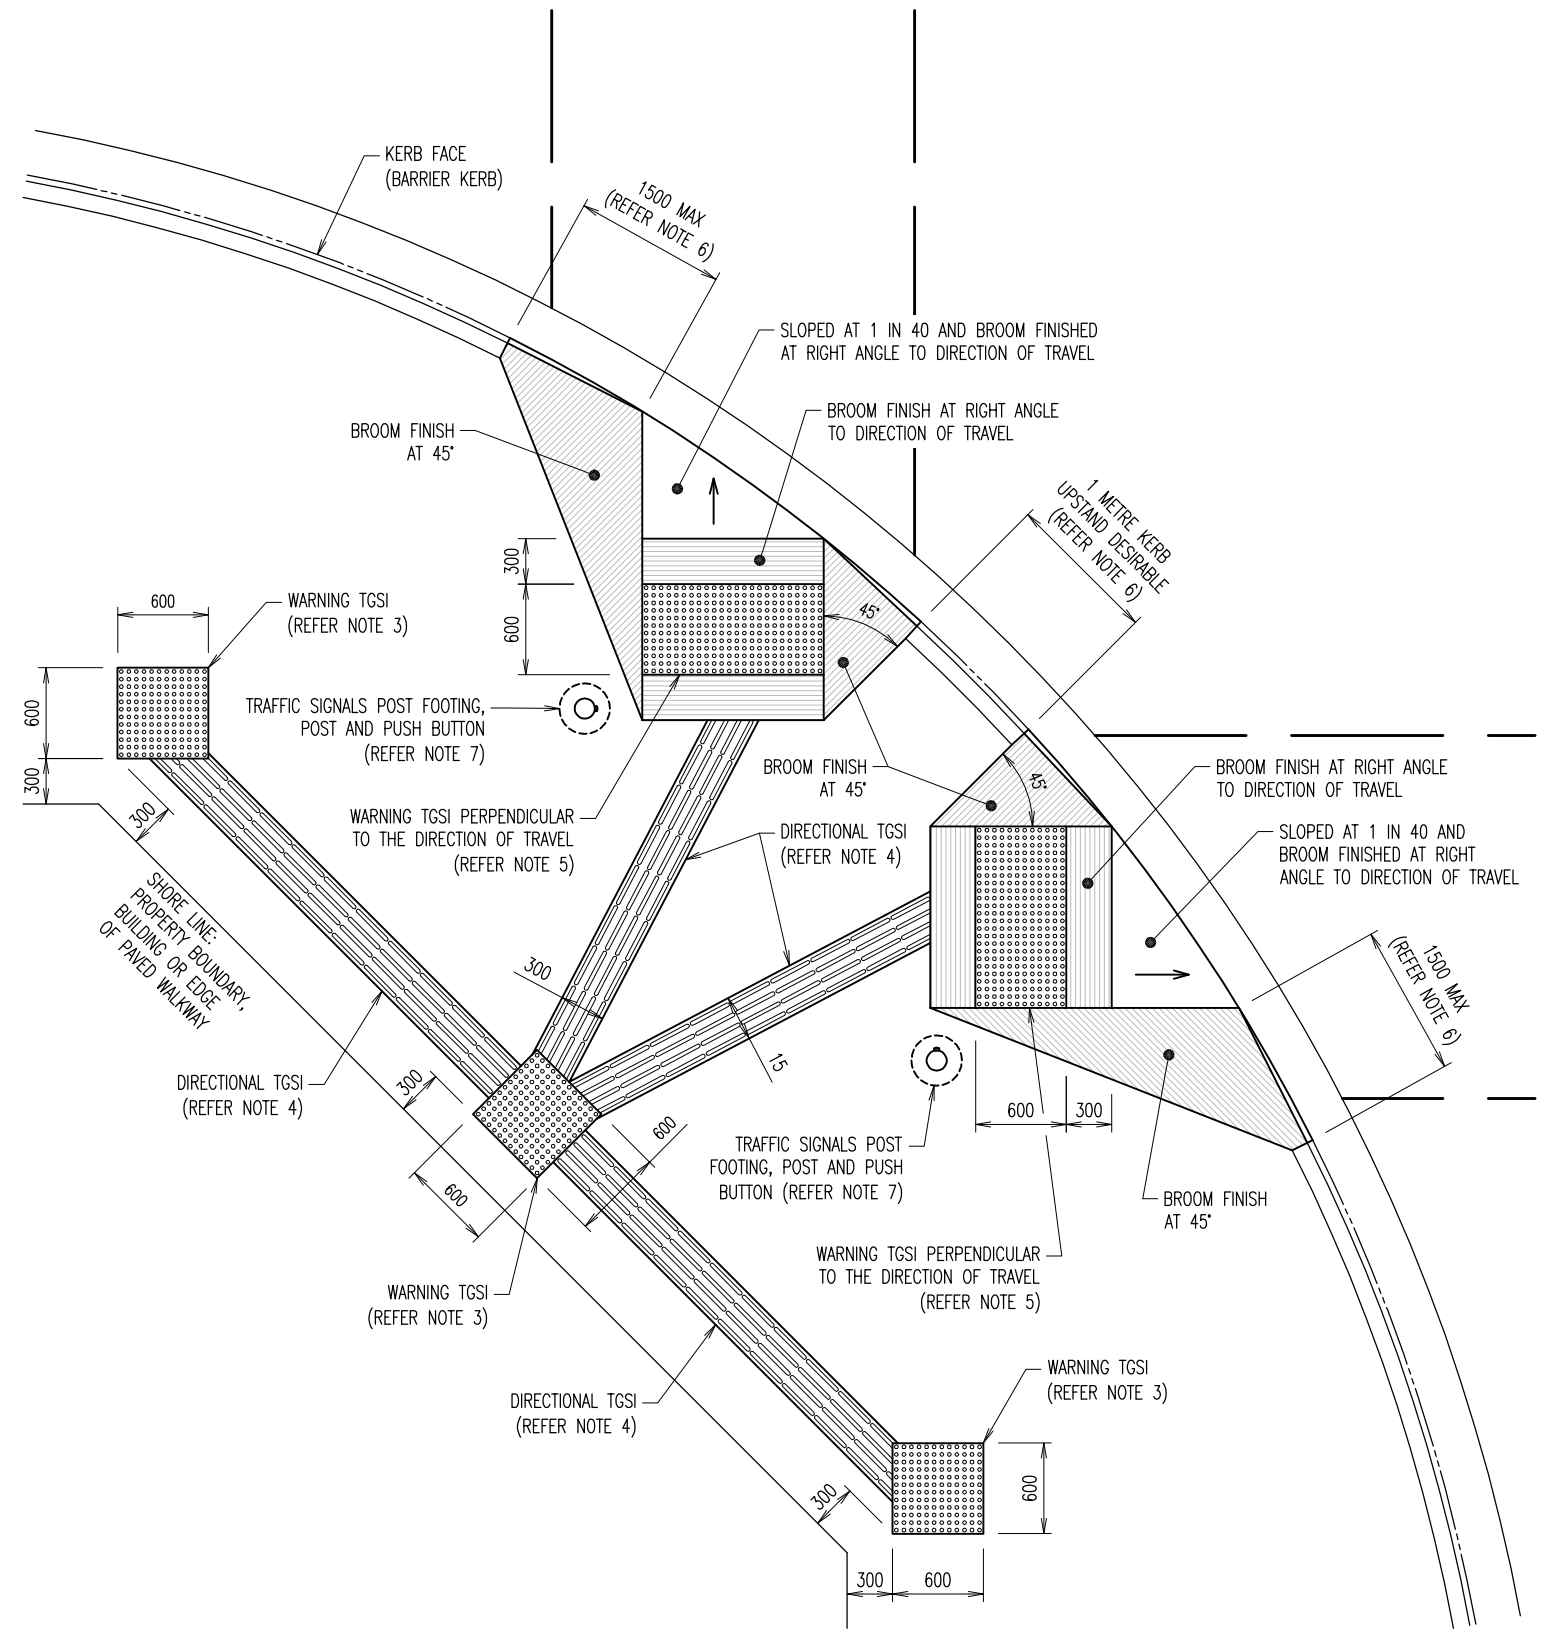 KERB FACE
(BARRIER KERB)
1500 MAX
(REFER NOTE 6)
SLOPED AT 1 IN 40 AND BROOM FINISHED
AT RIGHT ANGLE TO DIRECTION OF TRAVEL
BROOM FINISH AT RIGHT ANGLE
TO DIRECTION OF TRAVEL
BROOM FINISH
AT 45°
1 METRE KERB
UPSTAND DESIRABLE
(REFER NOTE 6)
300
600
45°
600
WARNING TGSI
(REFER NOTE 3)
600
300
TRAFFIC SIGNALS POST FOOTING,
POST AND PUSH BUTTON
(REFER NOTE 7)
300
WARNING TGSI PERPENDICULAR
TO THE DIRECTION OF TRAVEL
(REFER NOTE 5)
BROOM FINISH
AT 45°
45°
BROOM FINISH AT RIGHT ANGLE
TO DIRECTION OF TRAVEL
DIRECTIONAL TGSI
(REFER NOTE 4)
SLOPED AT 1 IN 40 AND
BROOM FINISHED AT RIGHT
ANGLE TO DIRECTION OF TRAVEL
SHORE LINE:
PROPERTY BOUNDARY,
BUILDING OR EDGE
OF PAVED WALKWAY
300
15
1500 MAX
(REFER NOTE 6)
DIRECTIONAL TGSI
(REFER NOTE 4)
300
600
600
600
300
TRAFFIC SIGNALS POST
FOOTING, POST AND PUSH
BUTTON (REFER NOTE 7)
BROOM FINISH
AT 45°
WARNING TGSI PERPENDICULAR
TO THE DIRECTION OF TRAVEL
(REFER NOTE 5)
WARNING TGSI
(REFER NOTE 3)
DIRECTIONAL TGSI
(REFER NOTE 4)
WARNING TGSI
(REFER NOTE 3)
300
600
300
600